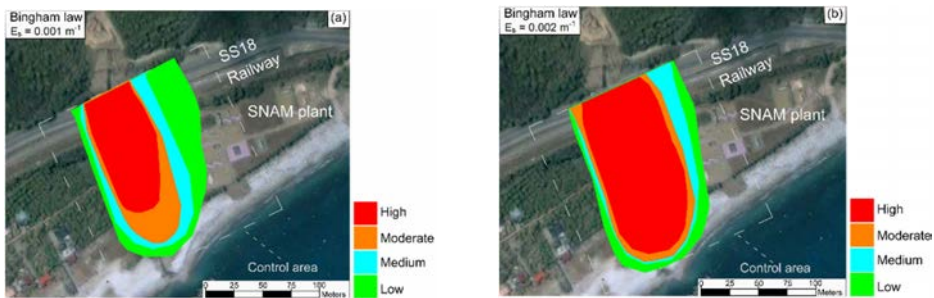 Bingham law
E_s = 0.001 m⁻¹
(a)
SS18
Railway
SNAM plant
Control area
High
Moderate
Medium
Low
0 25 50 75 100
Meters
Bingham law
E_s = 0.002 m⁻¹
(b)
SS18
Railway
SNAM plant
Control area
High
Moderate
Medium
Low
0 25 50 75 100
Meters